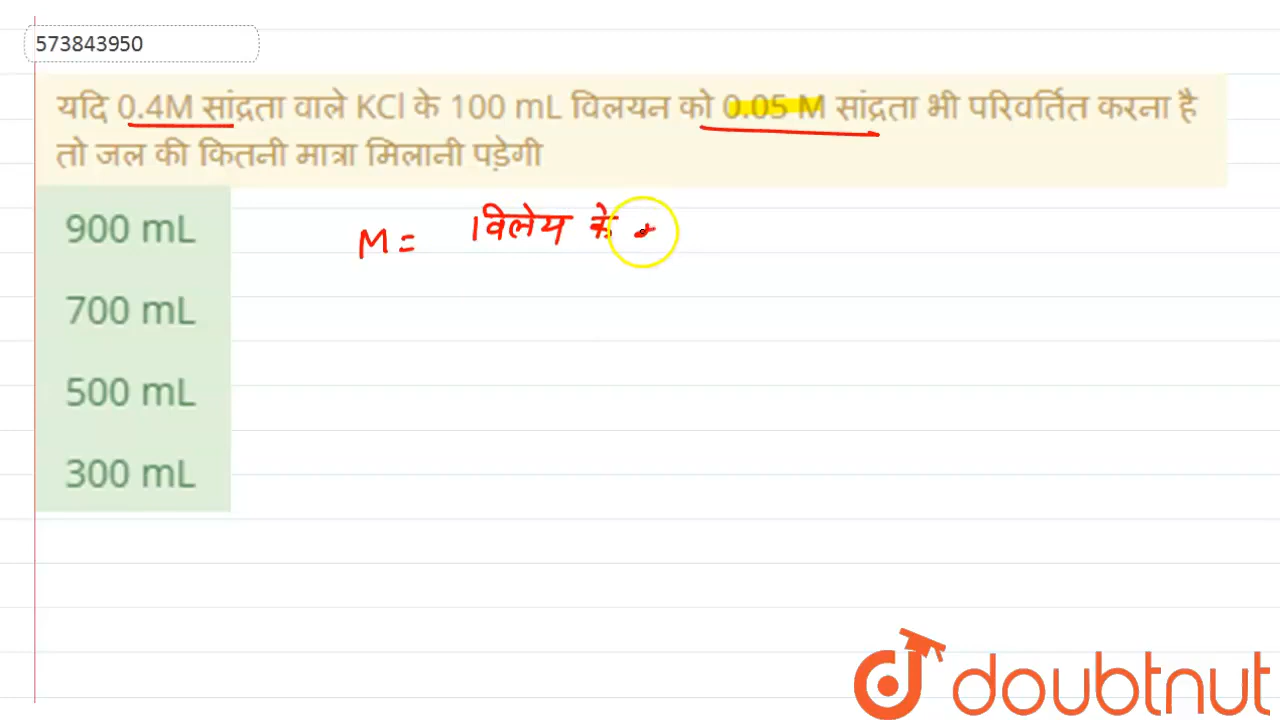 573843950
यदि 0.4M सांद्रता वाले KCl के 100 mL विलयन को 0.05 M सांद्रता भी परिवर्तित करना है
तो जल की कितनी मात्रा मिलानी पड़ेगी
900 mL
M = विलेय के
700 mL
500 mL
300 mL
doubtnut